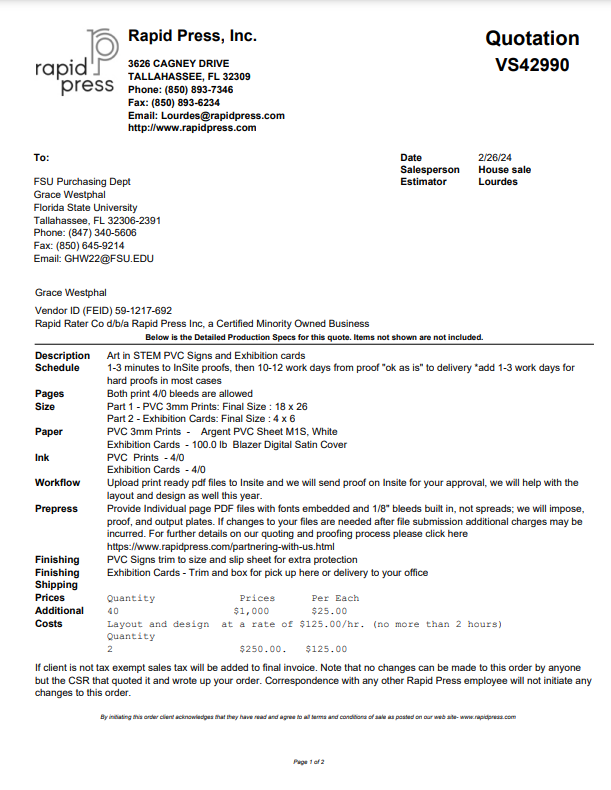 rapid
press
Rapid Press, Inc.
3626 CAGNEY DRIVE
TALLAHASSEE, FL 32309
Phone: (850) 893-7346
Fax: (850) 893-6234
Email: Lourdes@rapidpress.com
http://www.rapidpress.com
Quotation
VS42990
To:
FSU Purchasing Dept
Grace Westphal
Florida State University
Tallahassee, FL 32306-2391
Phone: (847) 340-5606
Fax: (850) 645-9214
Email: GHW22@FSU.EDU
Date 2/26/24
Salesperson House sale
Estimator Lourdes
Grace Westphal
Vendor ID (FEID) 59-1217-692
Rapid Rater Co d/b/a Rapid Press Inc, a Certified Minority Owned Business
Below is the Detailed Production Specs for this quote. Items not shown are not included.
Description Art in STEM PVC Signs and Exhibition cards
Schedule 1-3 minutes to InSite proofs, then 10-12 work days from proof "ok as is" to delivery *add 1-3 work days for
hard proofs in most cases
Pages Both print 4/0 bleeds are allowed
Size Part 1 - PVC 3mm Prints: Final Size : 18 x 26
Part 2 - Exhibition Cards: Final Size : 4 x 6
Paper PVC 3mm Prints - Argent PVC Sheet M1S, White
Exhibition Cards - 100.0 lb Blazer Digital Satin Cover
Ink PVC Prints - 4/0
Exhibition Cards - 4/0
Workflow Upload print ready pdf files to Insite and we will send proof on Insite for your approval, we will help with the
layout and design as well this year.
Prepress Provide Individual page PDF files with fonts embedded and 1/8" bleeds built in, not spreads; we will impose,
proof, and output plates. If changes to your files are needed after file submission additional charges may be
incurred. For further details on our quoting and proofing process please click here
https://www.rapidpress.com/partnering-with-us.html
Finishing PVC Signs trim to size and slip sheet for extra protection
Finishing Exhibition Cards - Trim and box for pick up here or delivery to your office
Shipping
Prices Quantity Prices Per Each
Additional 40 $1,000 $25.00
Costs Layout and design at a rate of $125.00/hr. (no more than 2 hours)
Quantity
2 $250.00. $125.00
If client is not tax exempt sales tax will be added to final invoice. Note that no changes can be made to this order by anyone
but the CSR that quoted it and wrote up your order. Correspondence with any other Rapid Press employee will not initiate any
changes to this order.
By initiating this order client acknowledges that they have read and agree to all terms and conditions of sale as posted on our web site- www.rapidpress.com
Page 1 of 2